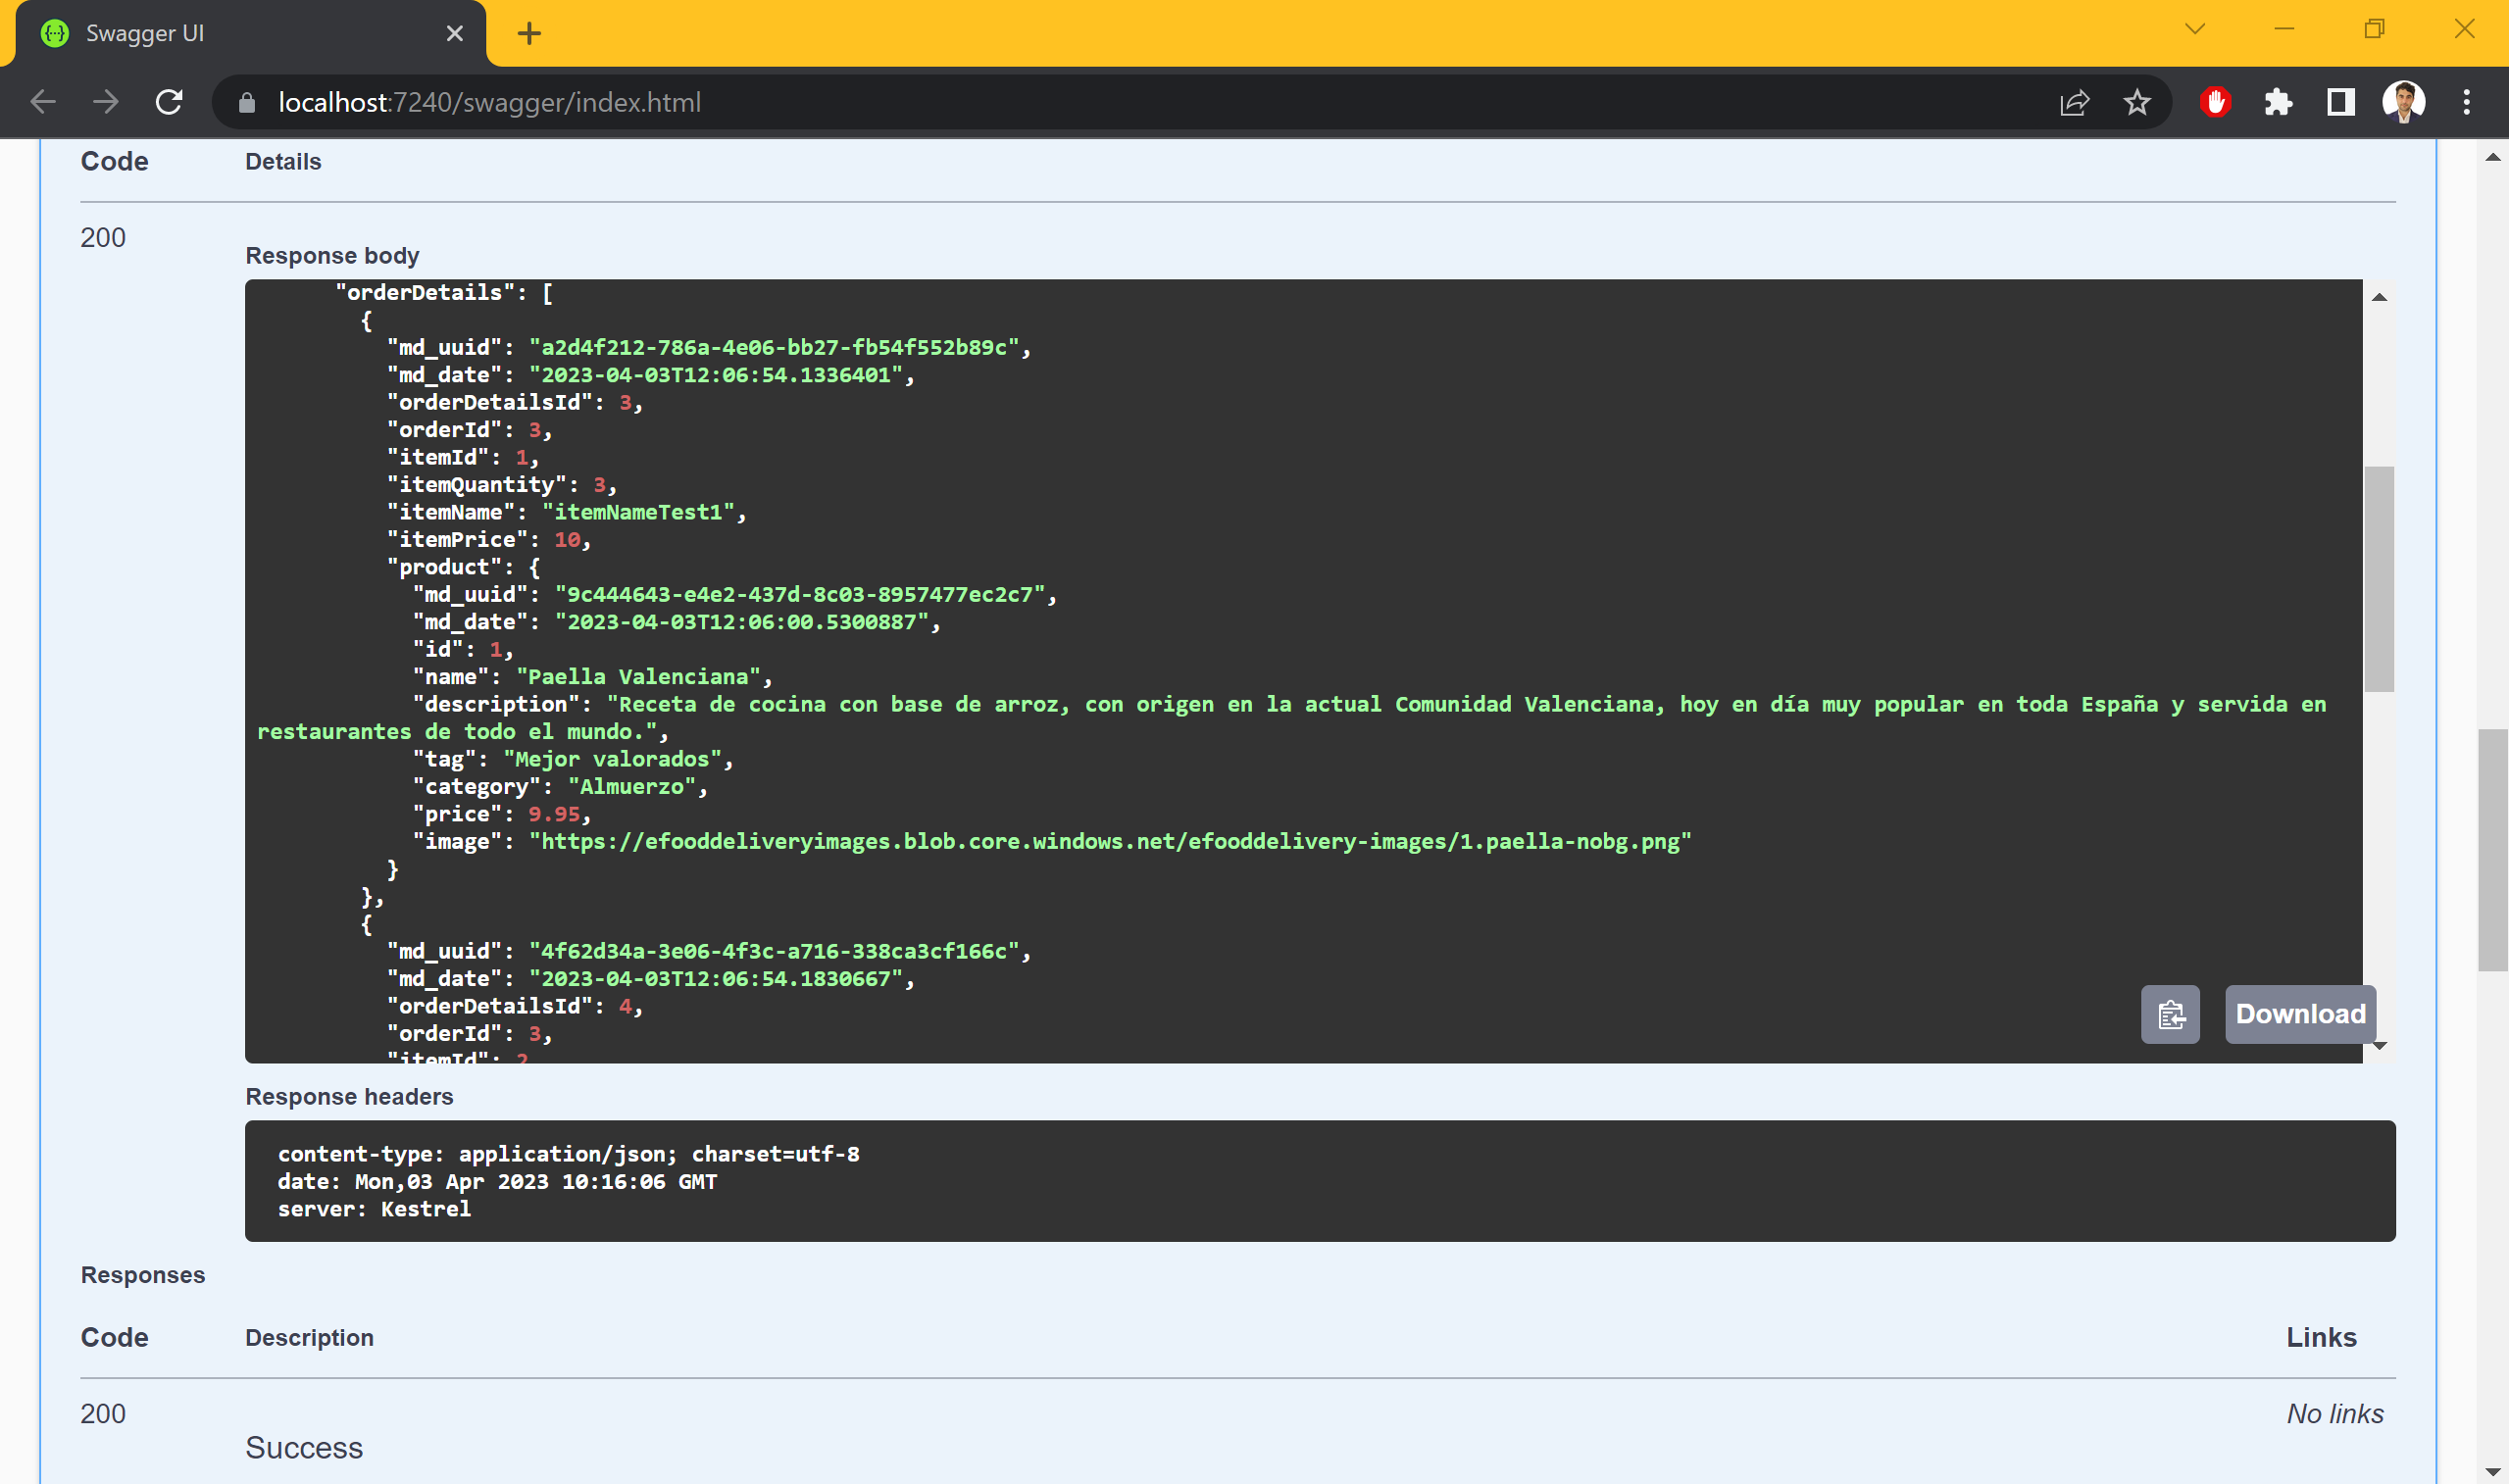 Swagger UI
localhost:7240/swagger/index.html
Code Details
200
Response body
"orderDetails": [
{
"md_uuid": "a2d4f212-786a-4e06-bb27-fb54f552b89c",
"md_date": "2023-04-03T12:06:54.1336401",
"orderDetailsId": 3,
"orderId": 3,
"itemId": 1,
"itemQuantity": 3,
"itemName": "itemNameTest1",
"itemPrice": 10,
"product": {
"md_uuid": "9c444643-e4e2-437d-8c03-8957477ec2c7",
"md_date": "2023-04-03T12:06:00.5300887",
"id": 1,
"name": "Paella Valenciana",
"description": "Receta de cocina con base de arroz, con origen en la actual Comunidad Valenciana, hoy en día muy popular en toda España y servida en
restaurantes de todo el mundo.",
"tag": "Mejor valorados",
"category": "Almuerzo",
"price": 9.95,
"image": "https://efooddeliveryimages.blob.core.windows.net/efooddelivery-images/1.paella-nobg.png"
}
},
{
"md_uuid": "4f62d34a-3e06-4f3c-a716-338ca3cf166c",
"md_date": "2023-04-03T12:06:54.1830667",
"orderDetailsId": 4,
"orderId": 3,
"itemId": 2
Download
Response headers
content-type: application/json; charset=utf-8
date: Mon,03 Apr 2023 10:16:06 GMT
server: Kestrel
Responses
Code Description Links
200 No links
Success